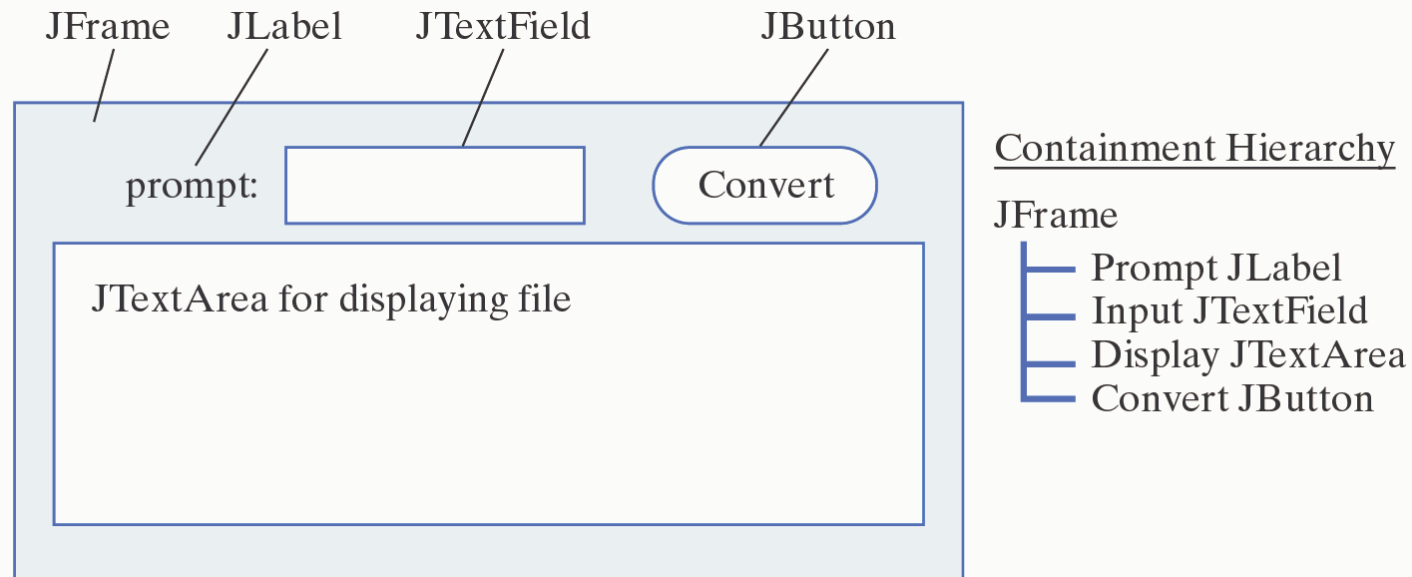 JFrame JLabel JTextField JButton
prompt: Convert
JTextArea for displaying file
Containment Hierarchy
JFrame
Prompt JLabel
Input JTextField
Display JTextArea
Convert JButton